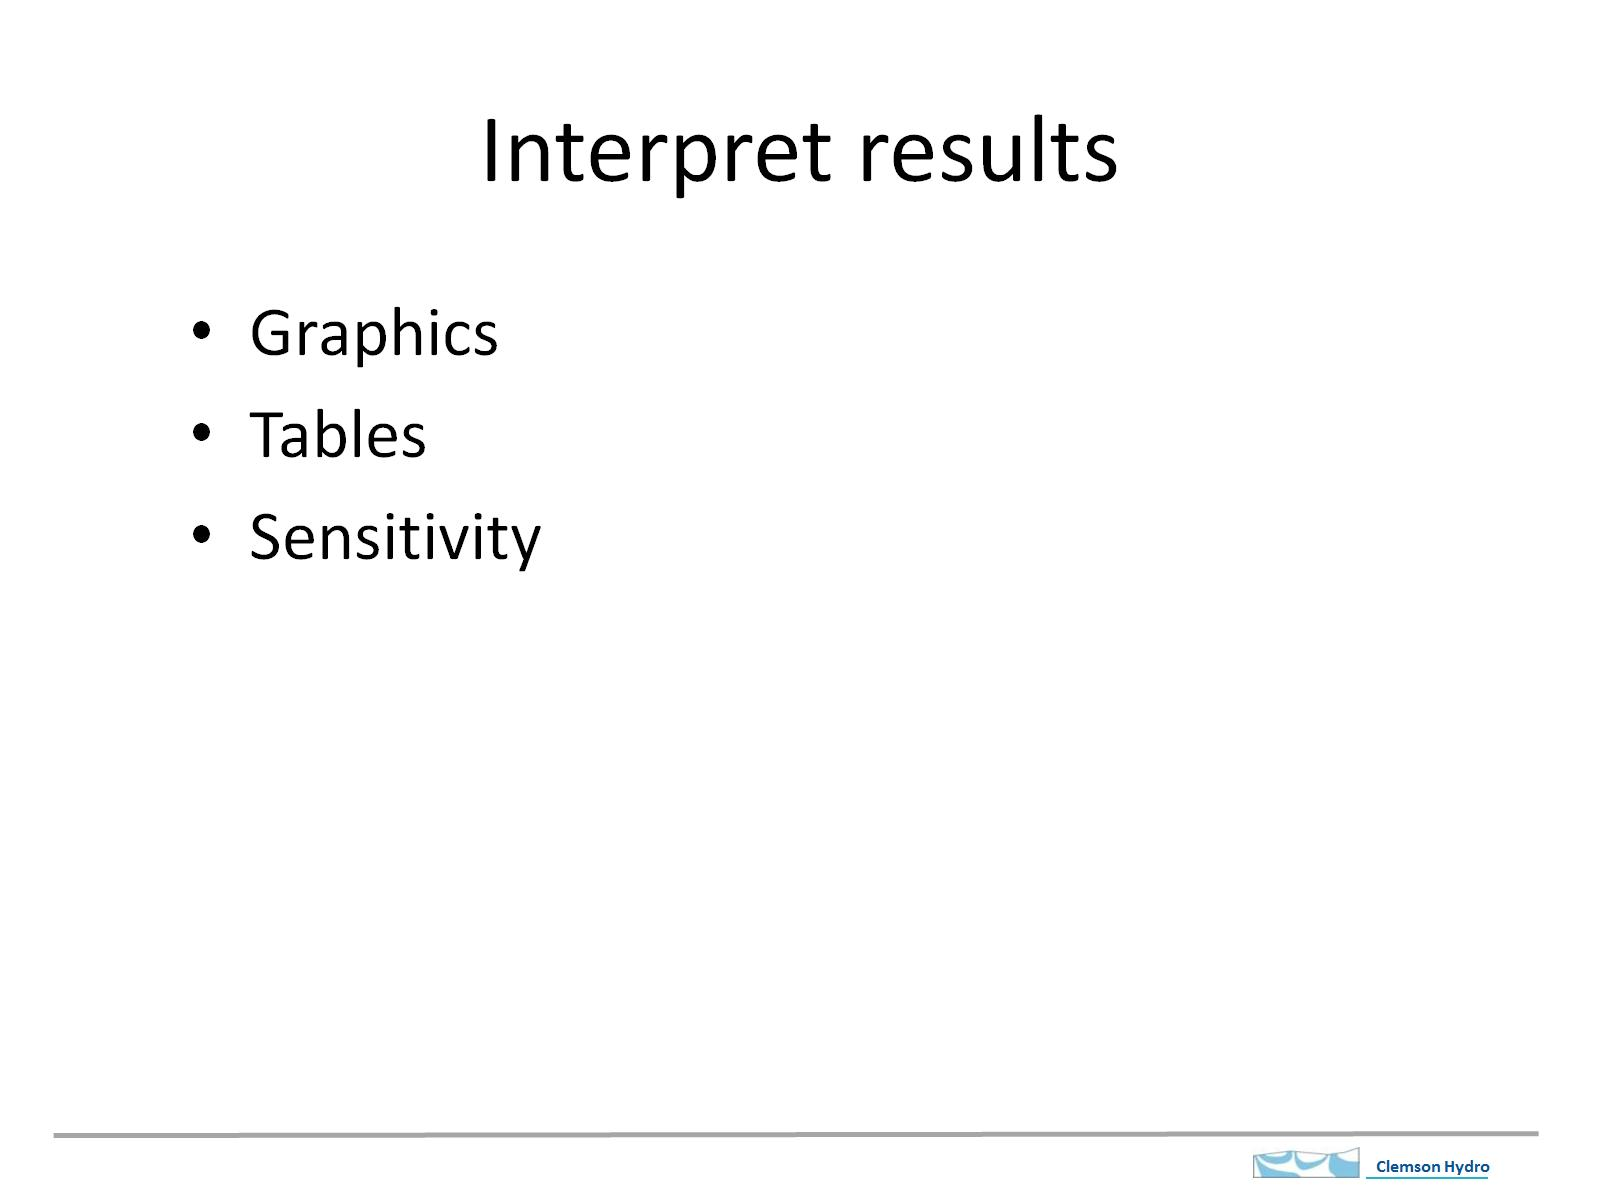 Interpret results
• Graphics
• Tables
• Sensitivity
Clemson Hydro